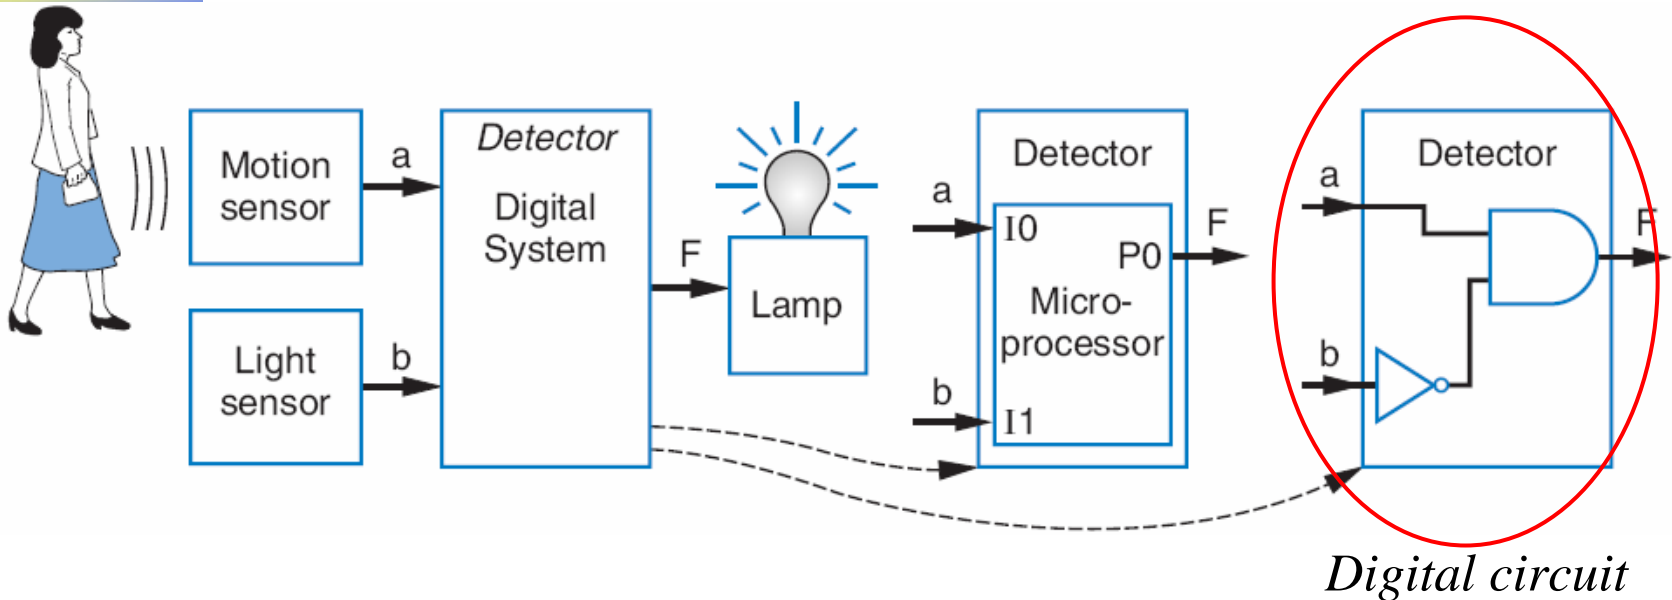 Motion
sensor
a
Light
sensor
b
Detector
Digital
System
F
Lamp
Detector
a
I0
P0
F
Micro-
processor
b
I1
Detector
a
F
b
Digital circuit